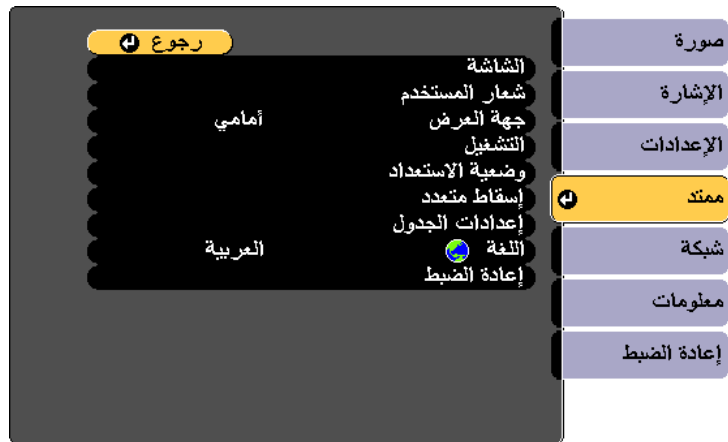 صورة
الإشارة
الإعدادات
ممتد
شبكة
معلومات
إعادة الضبط
رجوع
الشاشة
شعار المستخدم
جهة العرض أمامي
التشغيل
وضعية الاستعداد
إسقاط متعدد
إعدادات الجدول
اللغة العربية
إعادة الضبط